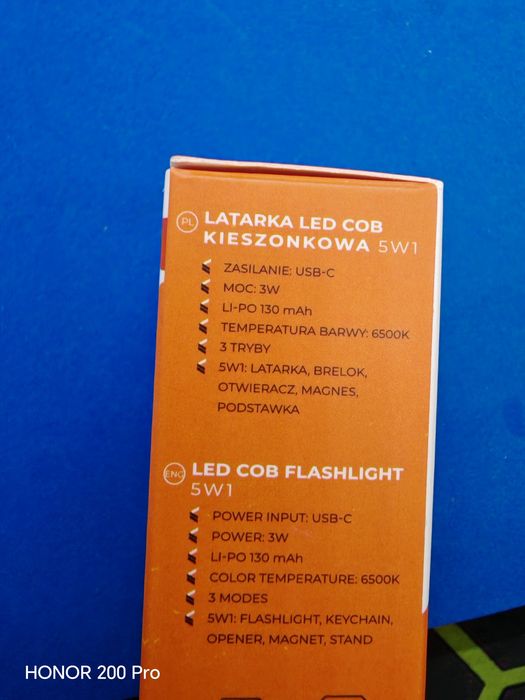 PL LATARKA LED COB
KIESZONKOWA 5W1
ZASILANIE: USB-C
MOC: 3W
LI-PO 130 mAh
TEMPERATURA BARWY: 6500K
3 TRYBY
5W1: LATARKA, BRELOK,
OTWIERACZ, MAGNES,
PODSTAWKA
ENG LED COB FLASHLIGHT
5W1
POWER INPUT: USB-C
POWER: 3W
LI-PO 130 mAh
COLOR TEMPERATURE: 6500K
3 MODES
5W1: FLASHLIGHT, KEYCHAIN,
OPENER, MAGNET, STAND
HONOR 200 Pro